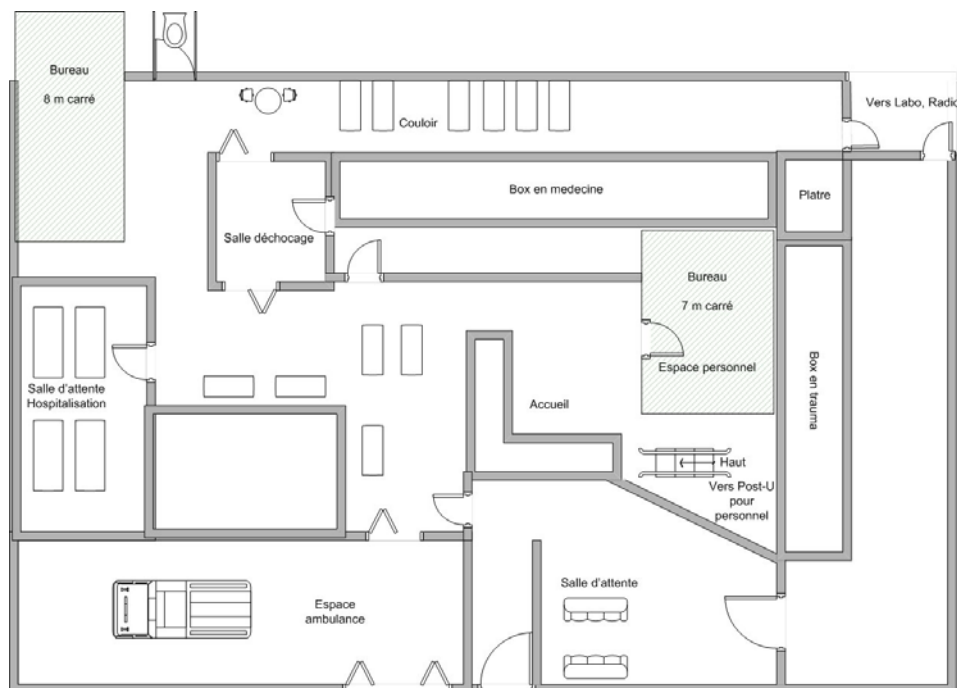 Bureau
8 m carré
Couloir
Vers Labo, Radio
Box en medecine
Platre
Salle déchocage
Bureau
7 m carré
Espace personnel
Salle d'attente
Hospitalisation
Accueil
Box en trauma
Haut
Vers Post-U
pour
personnel
Salle d'attente
Espace
ambulance